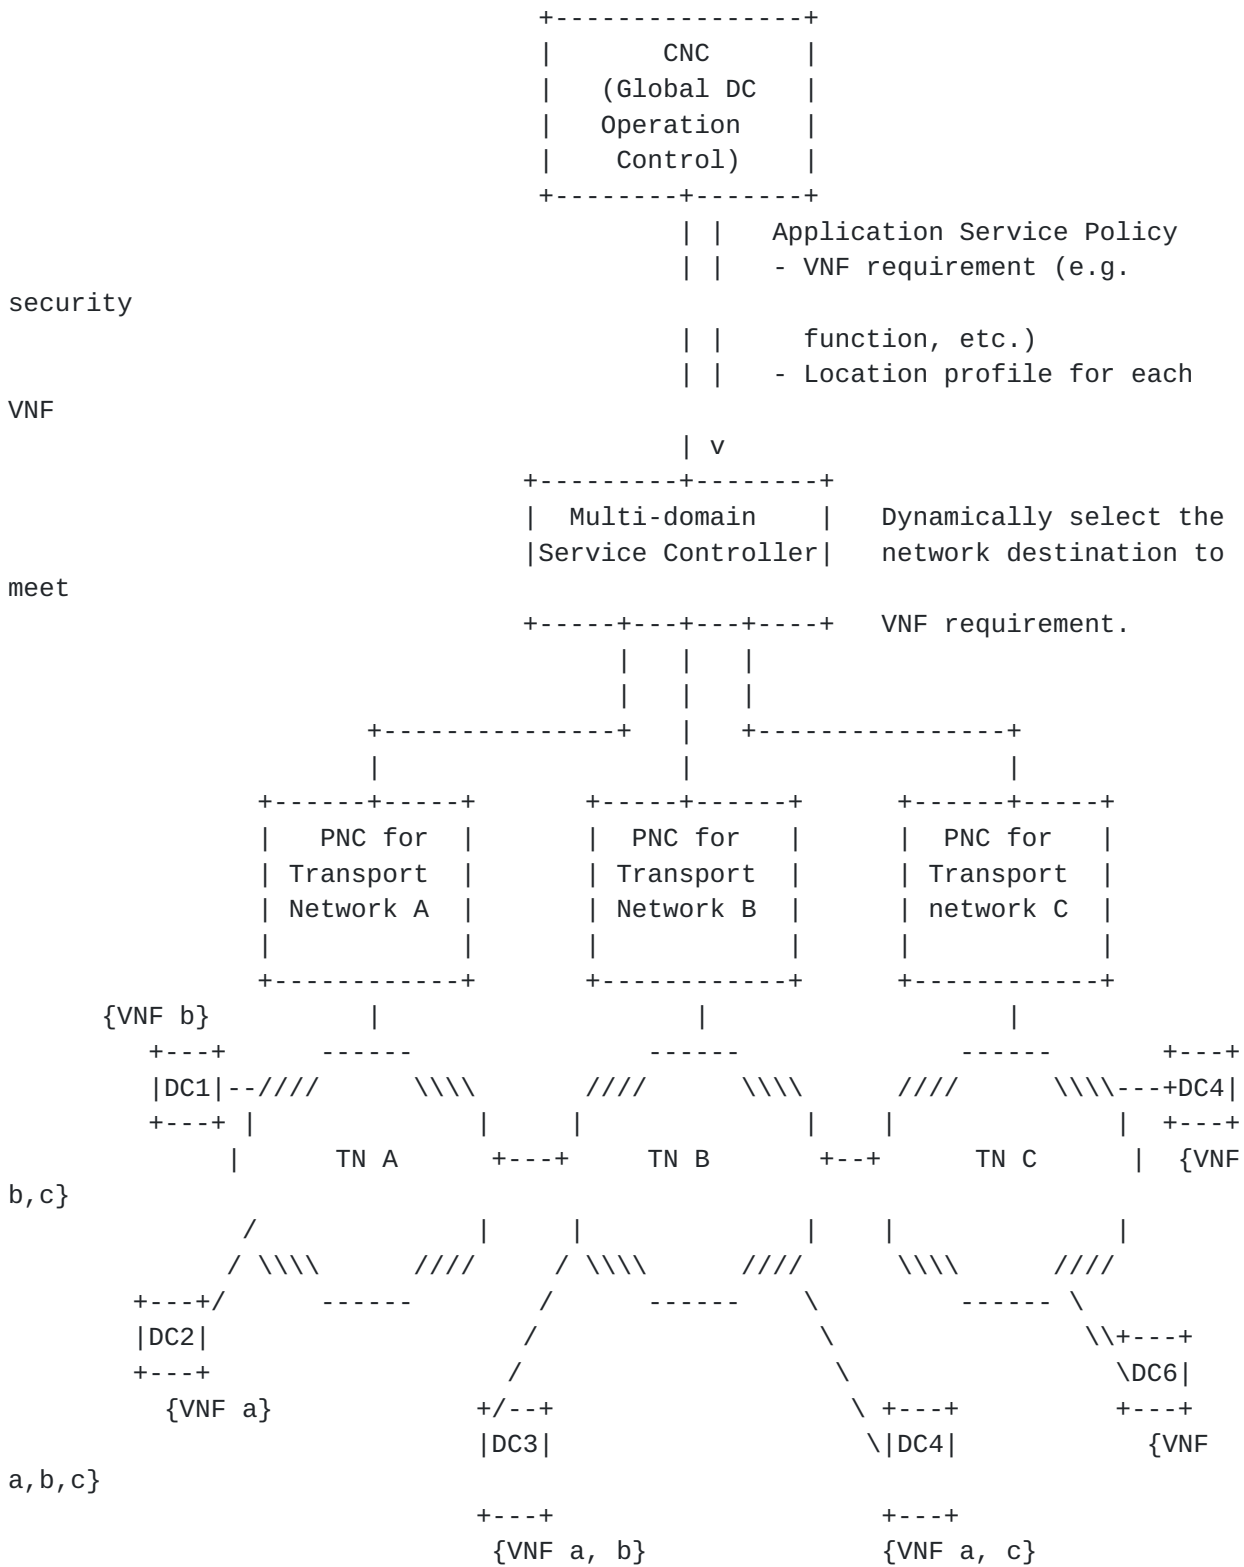 +----------------+
|       CNC      |
|   (Global DC   |
|   Operation    |
|    Control)    |
+--------+-------+
| |   Application Service Policy
| |   - VNF requirement (e.g.
security
| |     function, etc.)
| |   - Location profile for each
VNF
| v
+---------+--------+
|  Multi-domain    |   Dynamically select the
|Service Controller|   network destination to
meet
+-----+---+---+----+   VNF requirement.
|   |   |
|   |   |
+---------------+   |   +----------------+
|                   |                    |
+------+-----+       +-----+------+      +------+-----+
|   PNC for  |       |  PNC for   |      |  PNC for   |
| Transport  |       | Transport  |      | Transport  |
| Network A  |       | Network B  |      | network C  |
|            |       |            |      |            |
+------------+       +------------+      +------------+
{VNF b}          |                    |                   |
+---+      ------               ------              ------       +---+
|DC1|--////      \\\\       ////      \\\\      ////      \\\\---+DC4|
+---+ |              |     |              |    |              |  +---+
|      TN A      +---+     TN B       +--+      TN C      |  {VNF
b,c}
/              |     |              |    |              |
/ \\\\      ////     / \\\\      ////      \\\\      ////
+---+/      ------        /      ------    \         ------ \
|DC2|                    /                  \                \\+---+
+---+                   /                    \                 \DC6|
{VNF a}             +/--+                   \ +---+          +---+
|DC3|                    \|DC4|            {VNF
a,b,c}
+---+                     +---+
{VNF a, b}               {VNF a, c}